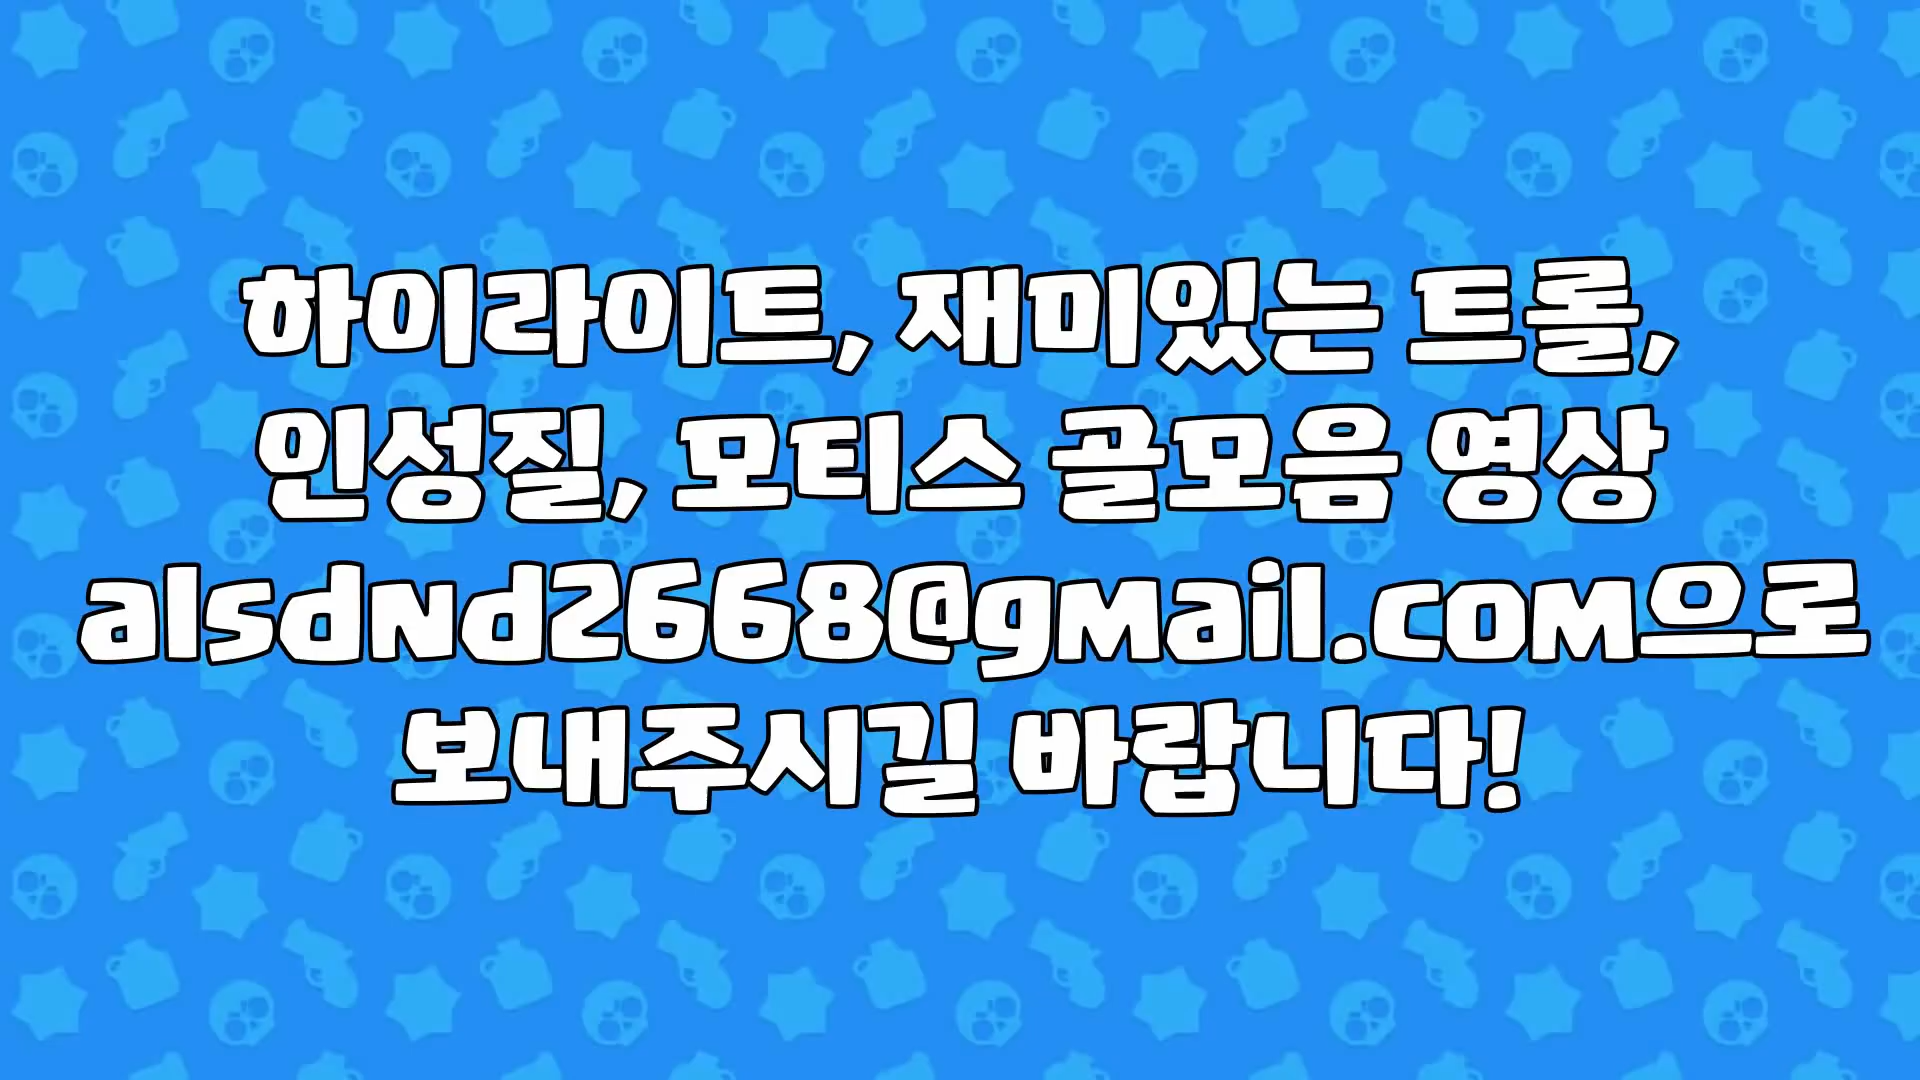 하이라이트, 재미있는 트롤,
인성질, 모티스 골모음 영상
alsdnd2668@gmail.com으로
보내주시길 바랍니다!